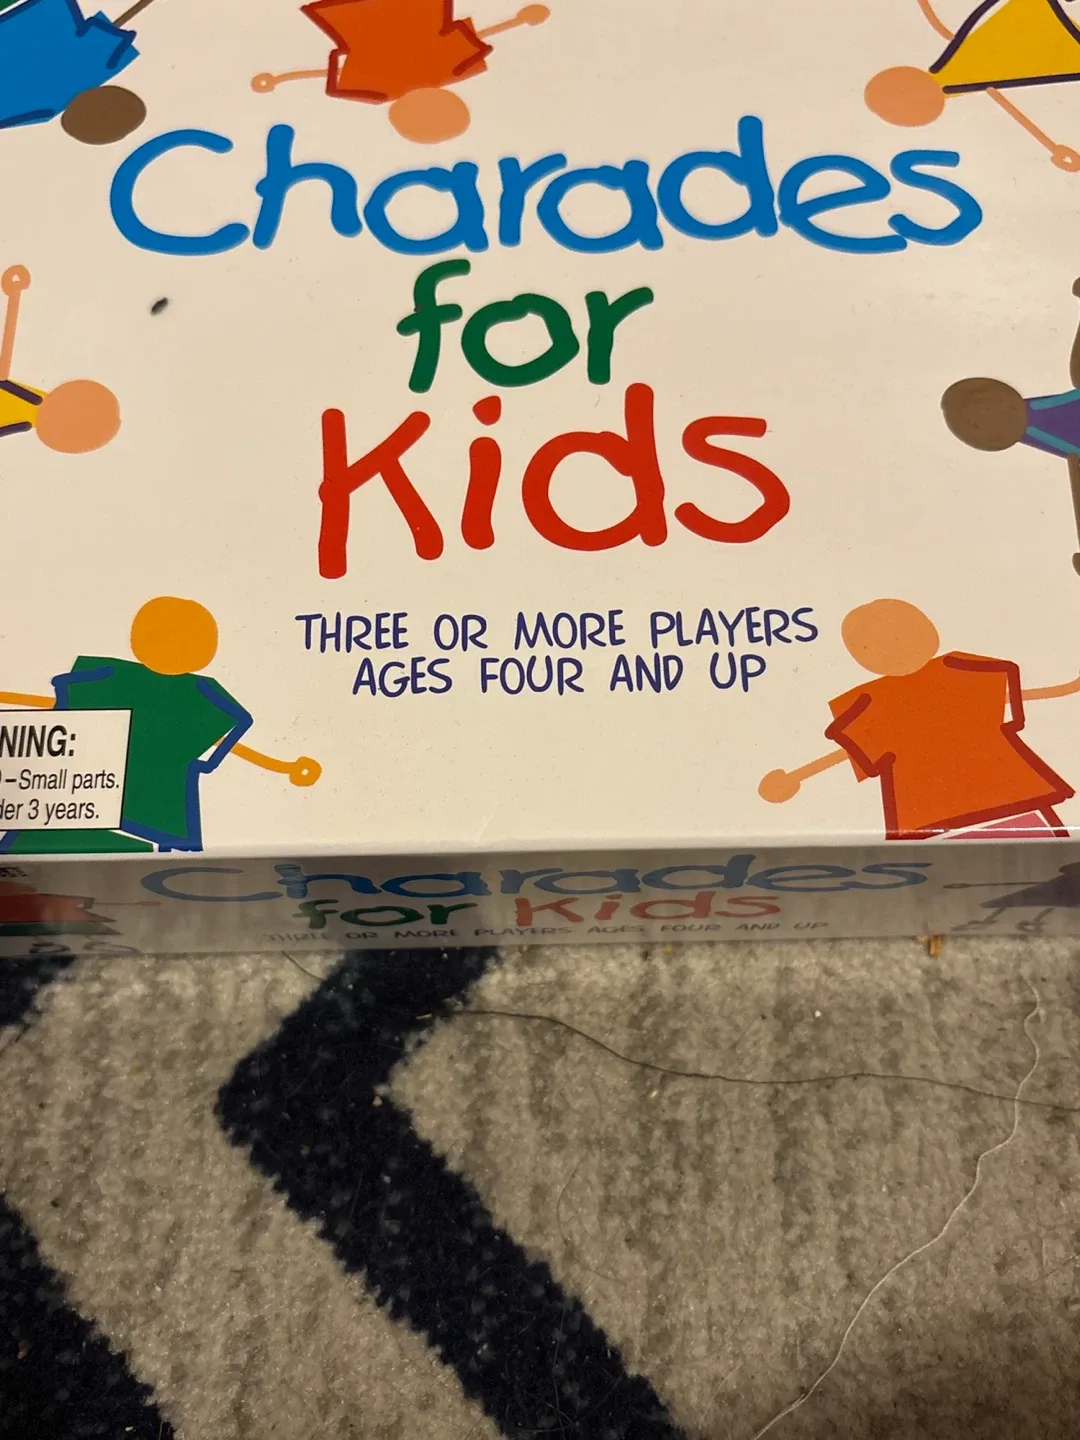 Charades
for
Kids
THREE OR MORE PLAYERS
AGES FOUR AND UP
NING:
–Small parts.
der 3 years.
Charades
for Kids
THREE OR MORE PLAYERS AGES FOUR AND UP